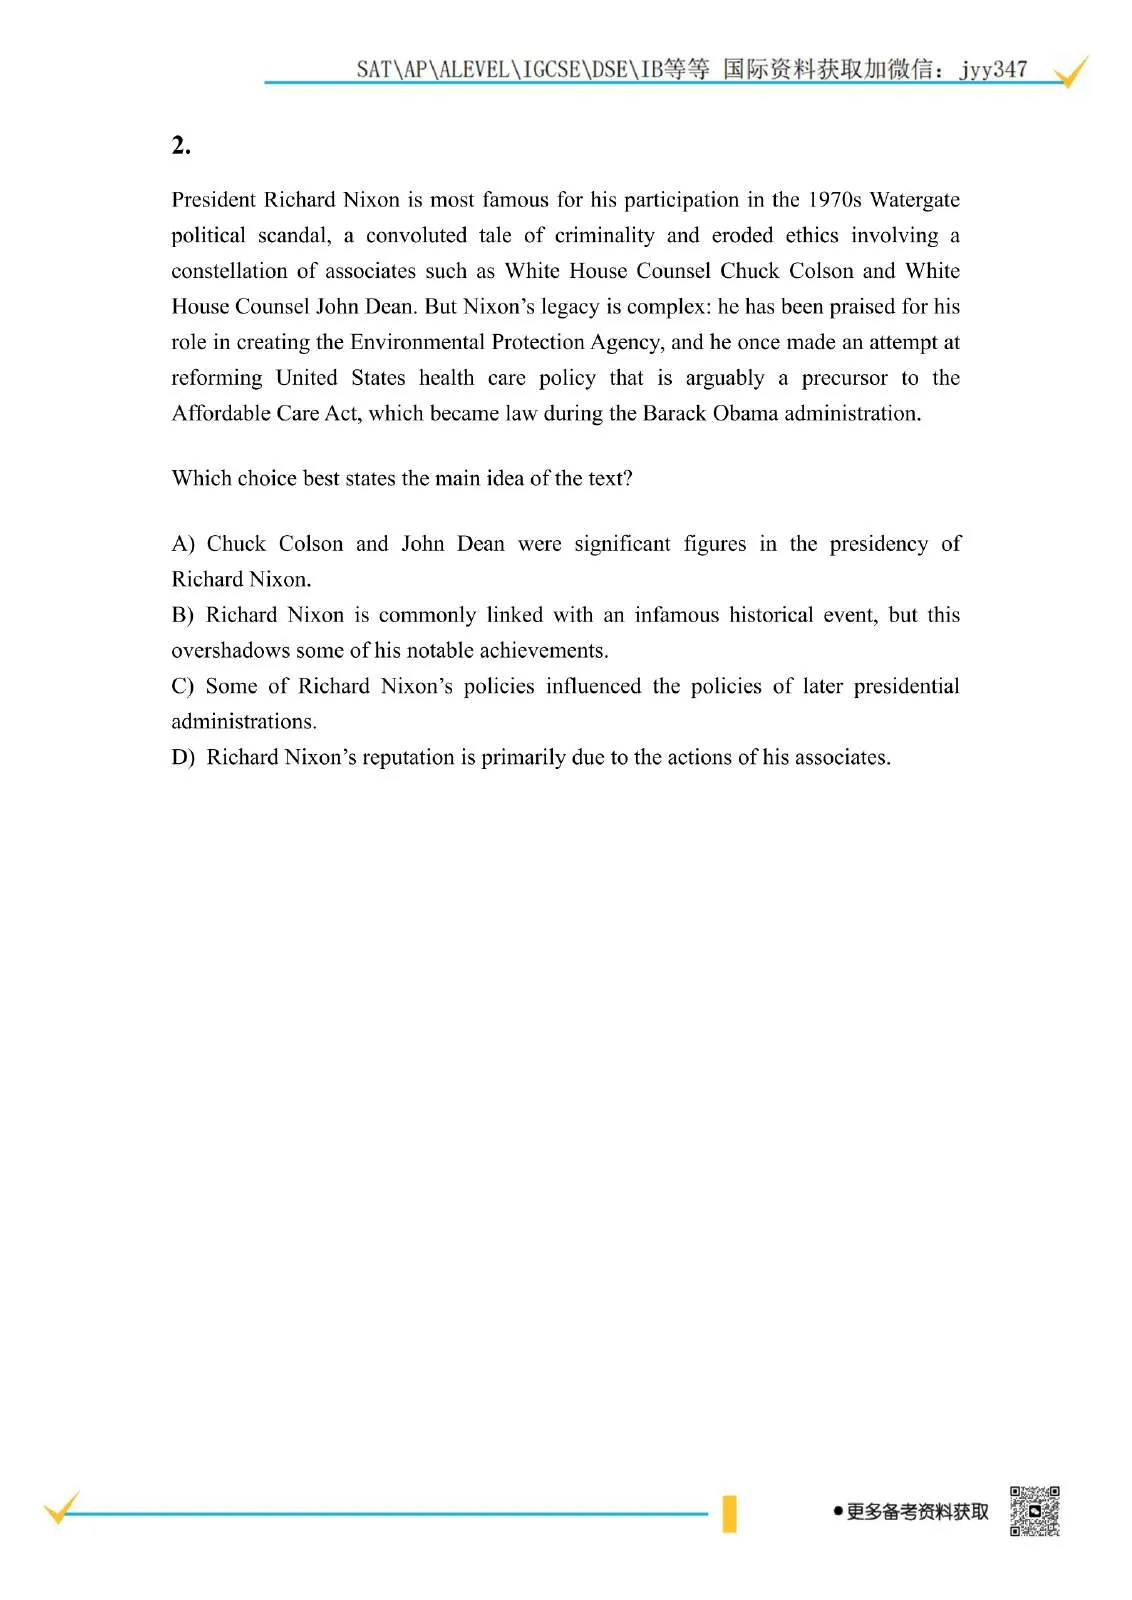 SAT\AP\ALEVEL\IGCSE\DSE\IB等等 国际资料获取加微信：jyy347
2.
President Richard Nixon is most famous for his participation in the 1970s Watergate
political scandal, a convoluted tale of criminality and eroded ethics involving a
constellation of associates such as White House Counsel Chuck Colson and White
House Counsel John Dean. But Nixon’s legacy is complex: he has been praised for his
role in creating the Environmental Protection Agency, and he once made an attempt at
reforming United States health care policy that is arguably a precursor to the
Affordable Care Act, which became law during the Barack Obama administration.
Which choice best states the main idea of the text?
A) Chuck Colson and John Dean were significant figures in the presidency of
Richard Nixon.
B) Richard Nixon is commonly linked with an infamous historical event, but this
overshadows some of his notable achievements.
C) Some of Richard Nixon’s policies influenced the policies of later presidential
administrations.
D) Richard Nixon’s reputation is primarily due to the actions of his associates.
●更多备考资料获取